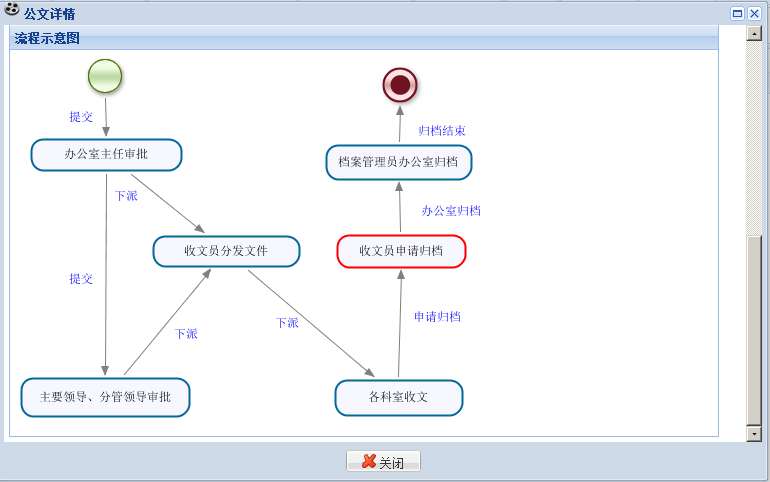 公文详情
流程示意图
提交
归档结束
办公室主任审批
档案管理员办公室归档
下派
办公室归档
收文员分发文件
收文员申请归档
提交
下派
下派
申请归档
主要领导、分管领导审批
各科室收文
关闭